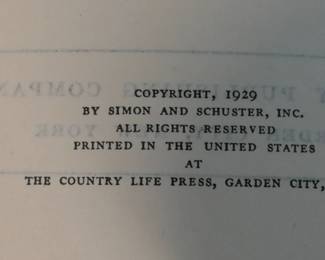 COPYRIGHT, 1929
BY SIMON AND SCHUSTER, INC.
ALL RIGHTS RESERVED
PRINTED IN THE UNITED STATES
AT
THE COUNTRY LIFE PRESS, GARDEN CITY,